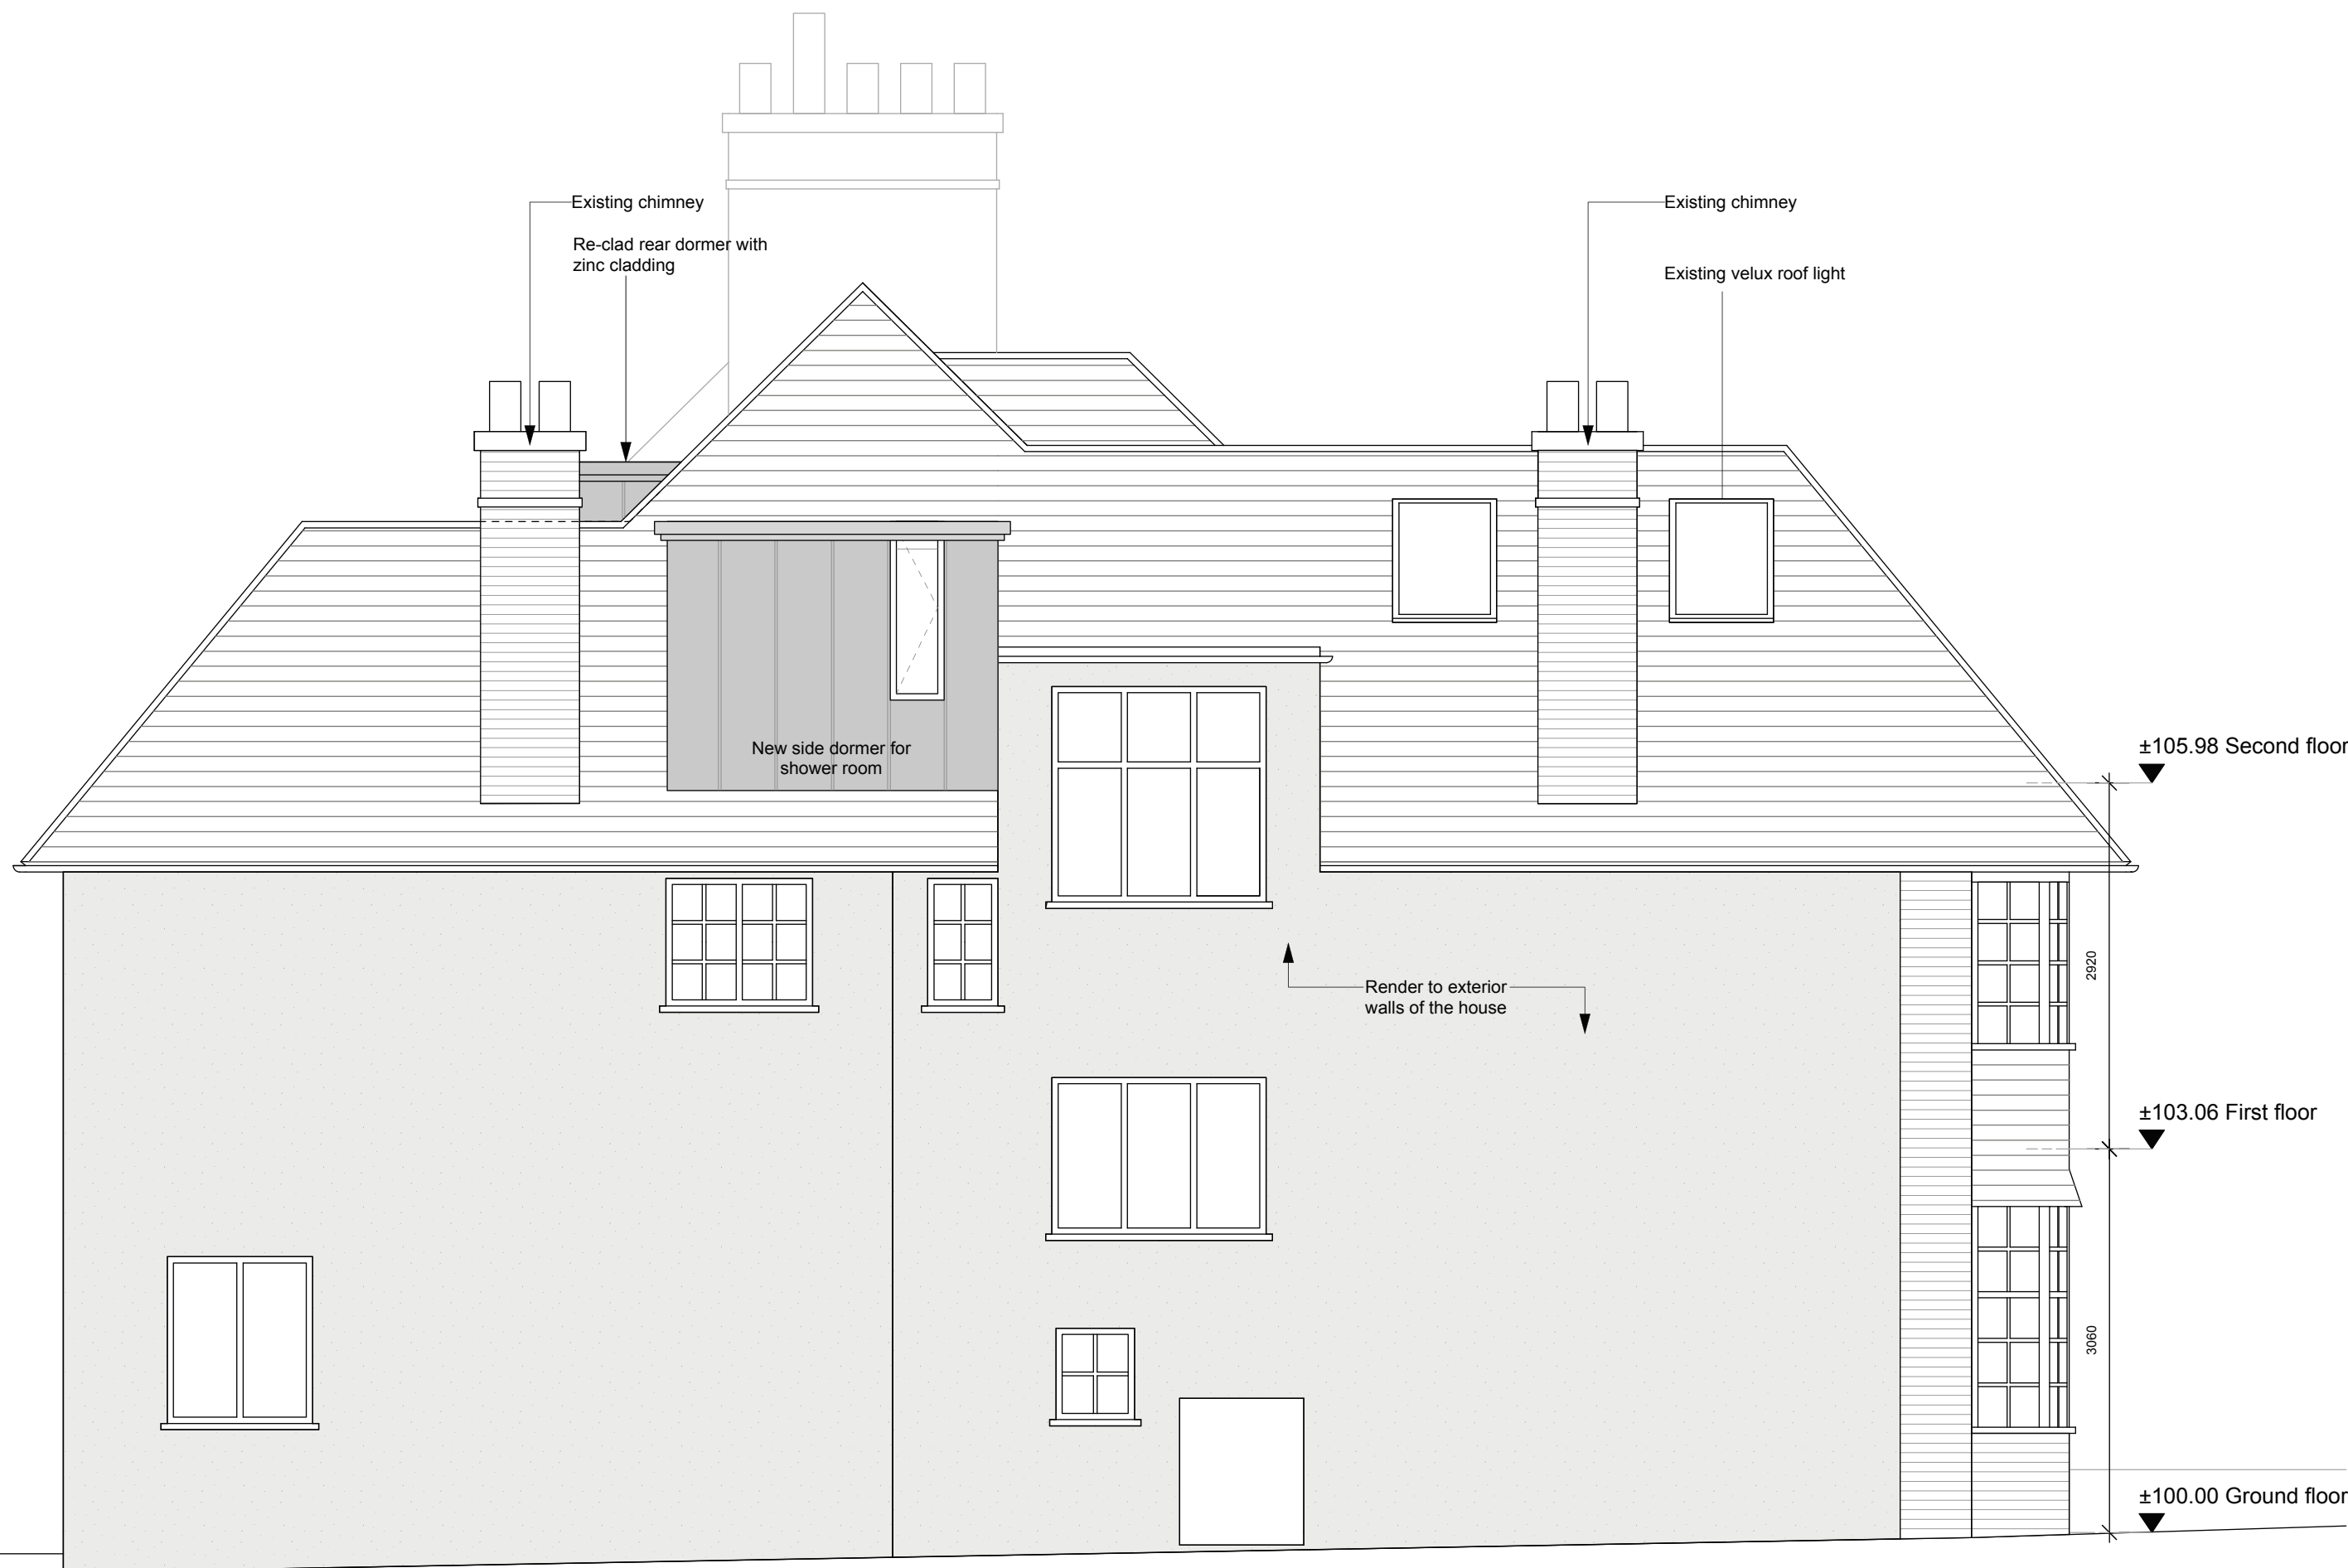 Existing chimney
Re-clad rear dormer with
zinc cladding
Existing chimney
Existing velux roof light
New side dormer for
shower room
±105.98 Second floor
2920
Render to exterior
walls of the house
±103.06 First floor
3060
±100.00 Ground floor